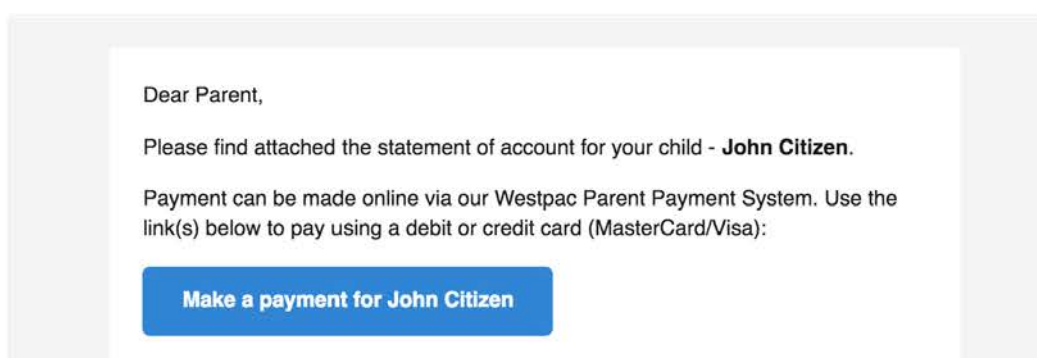 Dear Parent,
Please find attached the statement of account for your child - John Citizen.
Payment can be made online via our Westpac Parent Payment System. Use the
link(s) below to pay using a debit or credit card (MasterCard/Visa):
Make a payment for John Citizen